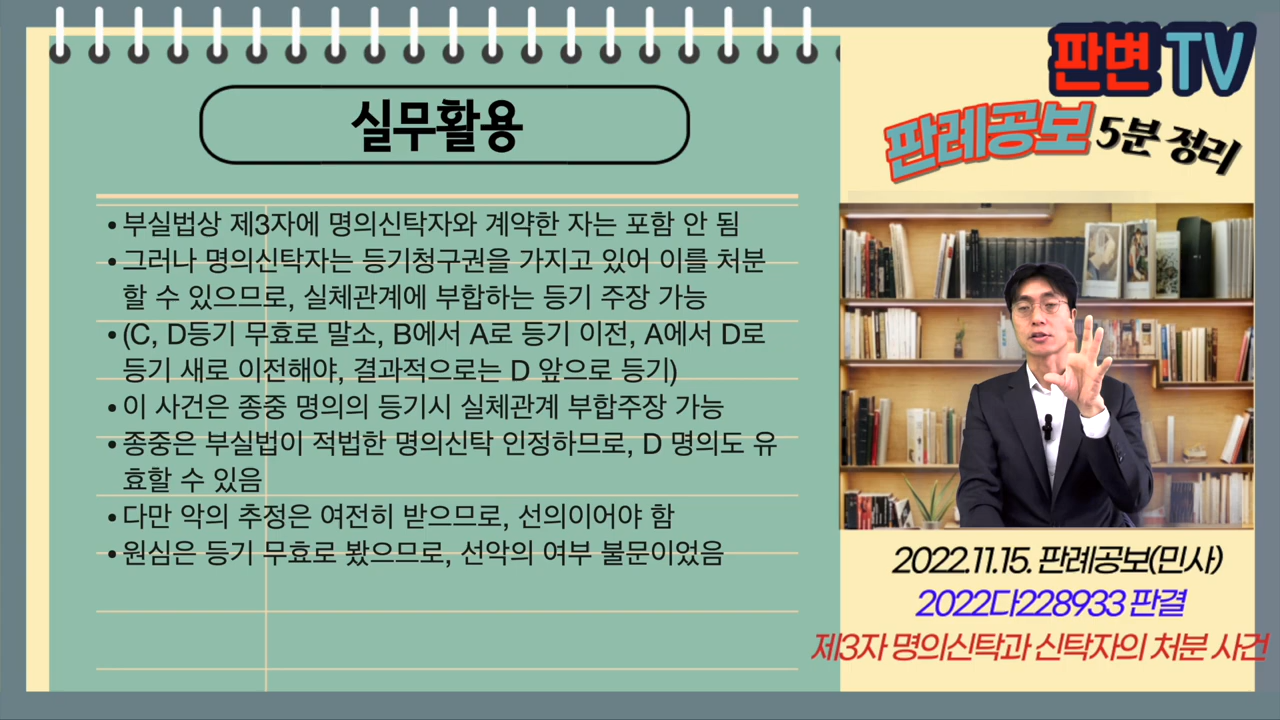 판변 TV
판례공보 5분 정리
실무활용
• 부실법상 제3자에 명의신탁자와 계약한 자는 포함 안 됨
• 그러나 명의신탁자는 등기청구권을 가지고 있어 이를 처분
할 수 있으므로, 실체관계에 부합하는 등기 주장 가능
• (C, D등기 무효로 말소, B에서 A로 등기 이전, A에서 D로
등기 새로 이전해야, 결과적으로는 D 앞으로 등기)
• 이 사건은 종중 명의의 등기시 실체관계 부합주장 가능
• 종중은 부실법이 적법한 명의신탁 인정하므로, D 명의도 유
효할 수 있음
• 다만 악의 추정은 여전히 받으므로, 선의이어야 함
• 원심은 등기 무효로 봤으므로, 선악의 여부 불문이었음
2022.11.15. 판례공보(민사)
2022다228933 판결
제3자 명의신탁과 신탁자의 처분 사건